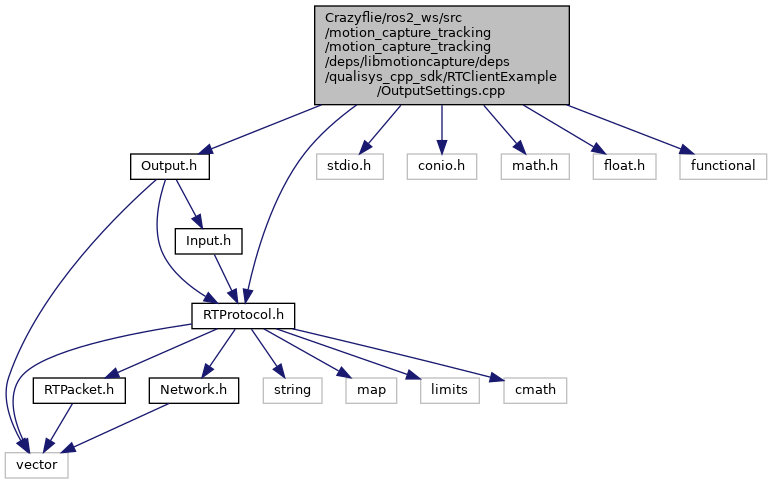 Crazyflie/ros2_ws/src
/motion_capture_tracking
/motion_capture_tracking
/deps/libmotioncapture/deps
/qualisys_cpp_sdk/RTClientExample
/OutputSettings.cpp
Output.h
stdio.h
conio.h
math.h
float.h
functional
Input.h
RTProtocol.h
RTPacket.h
Network.h
string
map
limits
cmath
vector